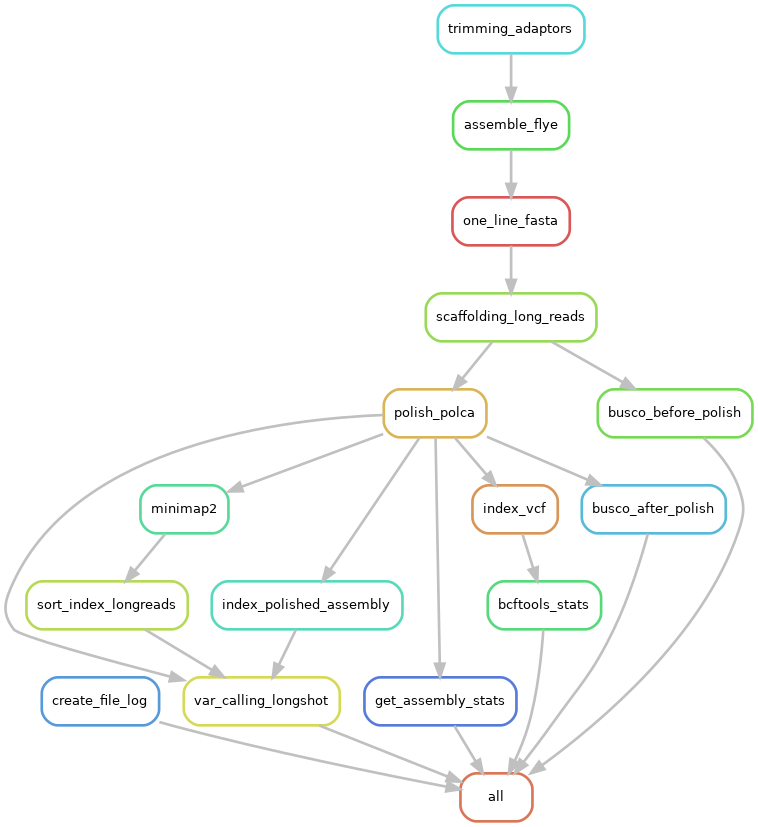 trimming_adaptors
assemble_flye
one_line_fasta
scaffolding_long_reads
polish_polca
busco_before_polish
minimap2
index_vcf
busco_after_polish
sort_index_longreads
index_polished_assembly
bcftools_stats
create_file_log
var_calling_longshot
get_assembly_stats
all